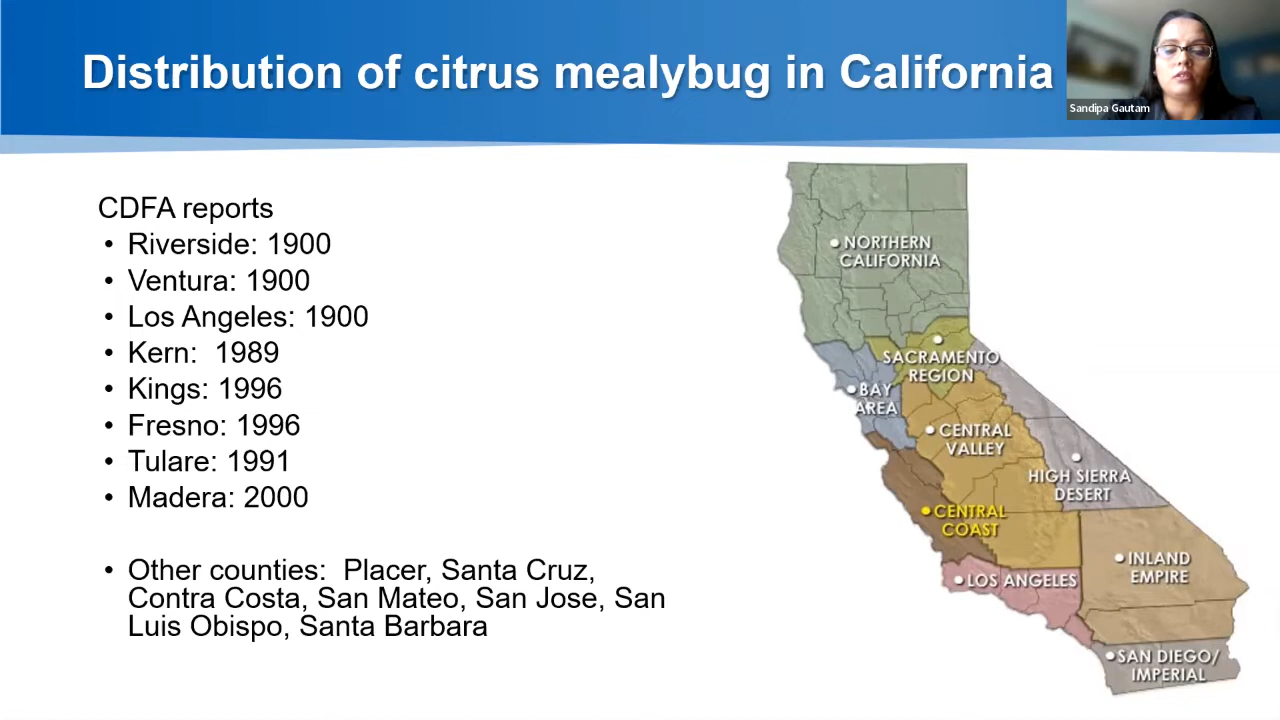 Distribution of citrus mealybug in California
Sandipa Gautam
CDFA reports
• Riverside: 1900
• Ventura: 1900
• Los Angeles: 1900
• Kern:  1989
• Kings: 1996
• Fresno: 1996
• Tulare: 1991
• Madera: 2000
• Other counties:  Placer, Santa Cruz,
Contra Costa, San Mateo, San Jose, San
Luis Obispo, Santa Barbara
NORTHERN
CALIFORNIA
SACRAMENTO
REGION
BAY
AREA
CENTRAL
VALLEY
HIGH SIERRA
DESERT
CENTRAL
COAST
INLAND
EMPIRE
LOS ANGELES
SAN DIEGO/
IMPERIAL